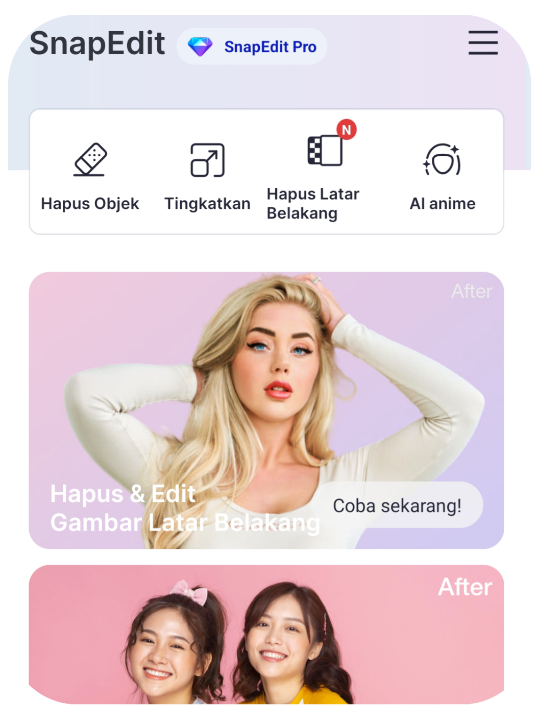 SnapEdit
SnapEdit Pro
N
Hapus Objek
Tingkatkan
Hapus Latar
Belakang
AI anime
After
Hapus & Edit
Gambar Latar Belakang
Coba sekarang!
After